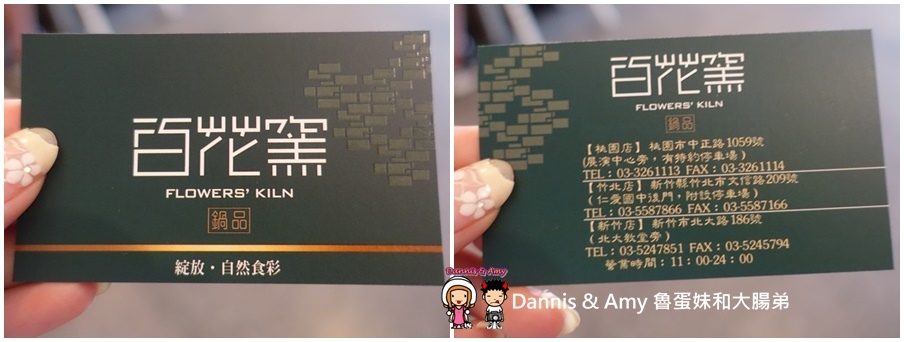 百花窯
FLOWERS' KILN
鍋品
綻放・自然食彩
百花窯
FLOWERS' KILN
鍋品
【桃園店】 桃園市中正路1059號
(展演中心旁，有特約停車場)
TEL：03-3261113 FAX：03-3261114
【竹北店】 新竹縣竹北市文信路209號
(仁愛國中後門，附設停車場)
TEL：03-5587866 FAX：03-5587166
【新竹店】 新竹市北大路186號
(北大教堂旁)
TEL：03-5247851 FAX：03-5245794
營業時間：11：00-24：00
Dannis & Amy
Dannis & Amy 魯蛋妹和大腸弟